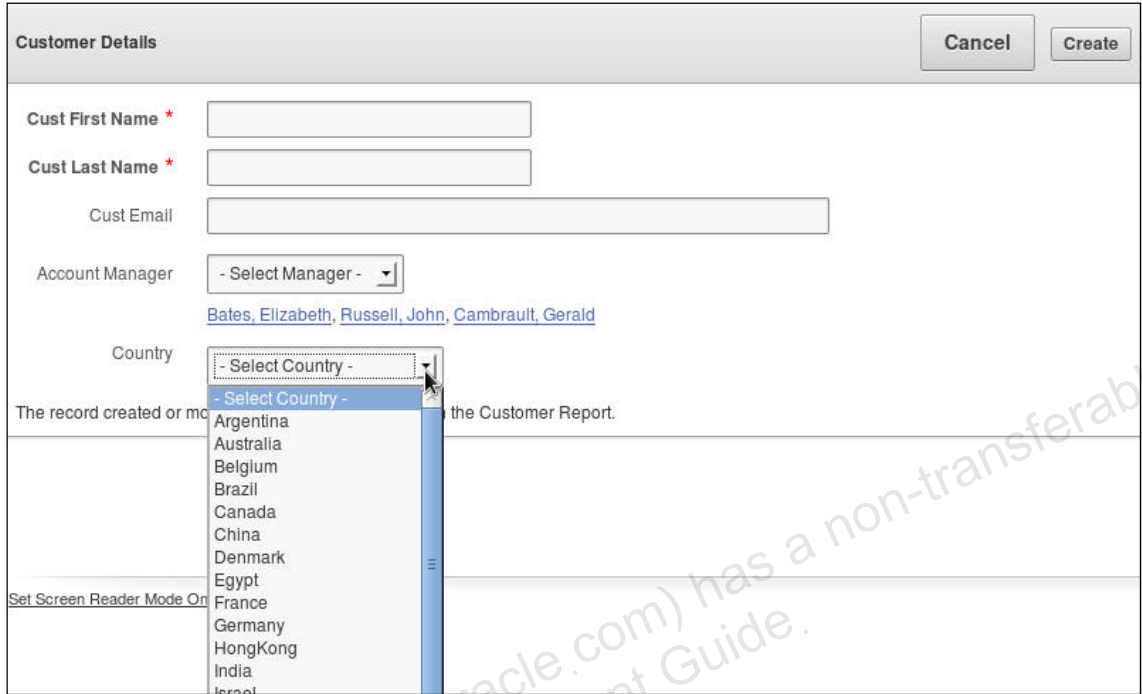 Customer Details
Cancel
Create
Cust First Name *
Cust Last Name *
Cust Email
Account Manager
- Select Manager -
Bates, Elizabeth, Russell, John, Cambrault, Gerald
Country
- Select Country -
- Select Country -
The record created or mo the Customer Report.
Argentina
Australia
Belgium
Brazil
Canada
China
Denmark
Egypt
Set Screen Reader Mode On
France
Germany
HongKong
India
Israel
racle.com) has a non-transferab
nt Guide.